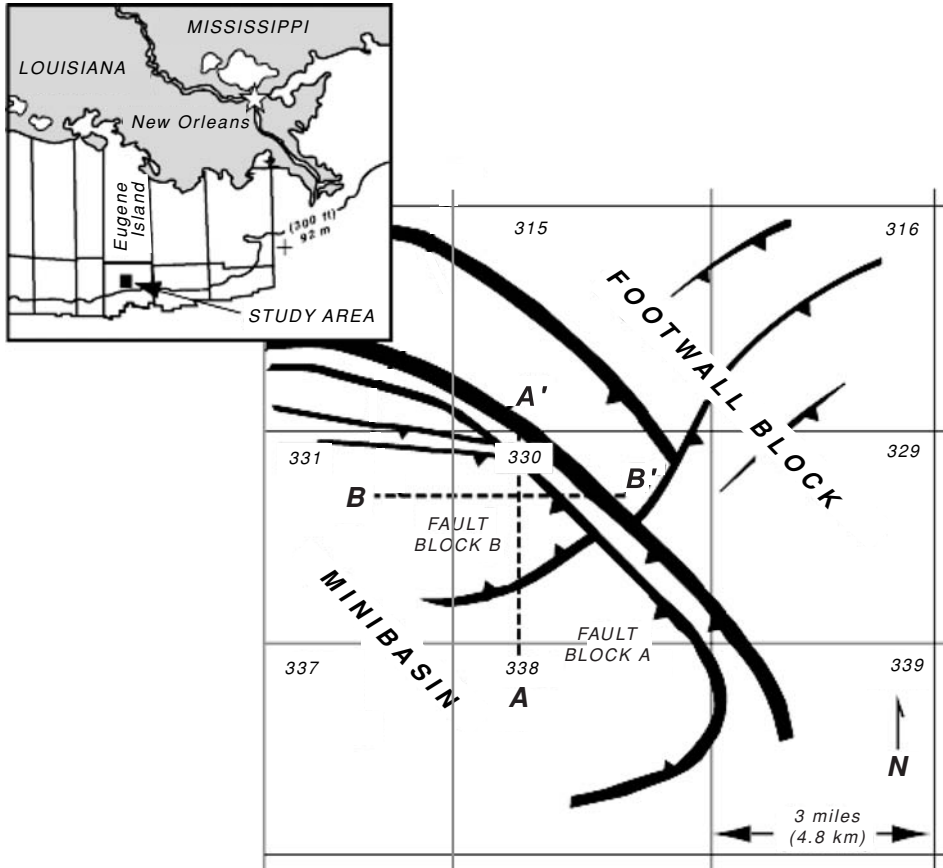 MISSISSIPPI
LOUISIANA
New Orleans
Eugene
Island
(300 ft)
92 m
STUDY AREA
315
316
FOOTWALL BLOCK
A'
331
330
329
B
B'
FAULT
BLOCK B
MINIBASIN
FAULT
BLOCK A
337
338
339
A
N
3 miles
(4.8 km)